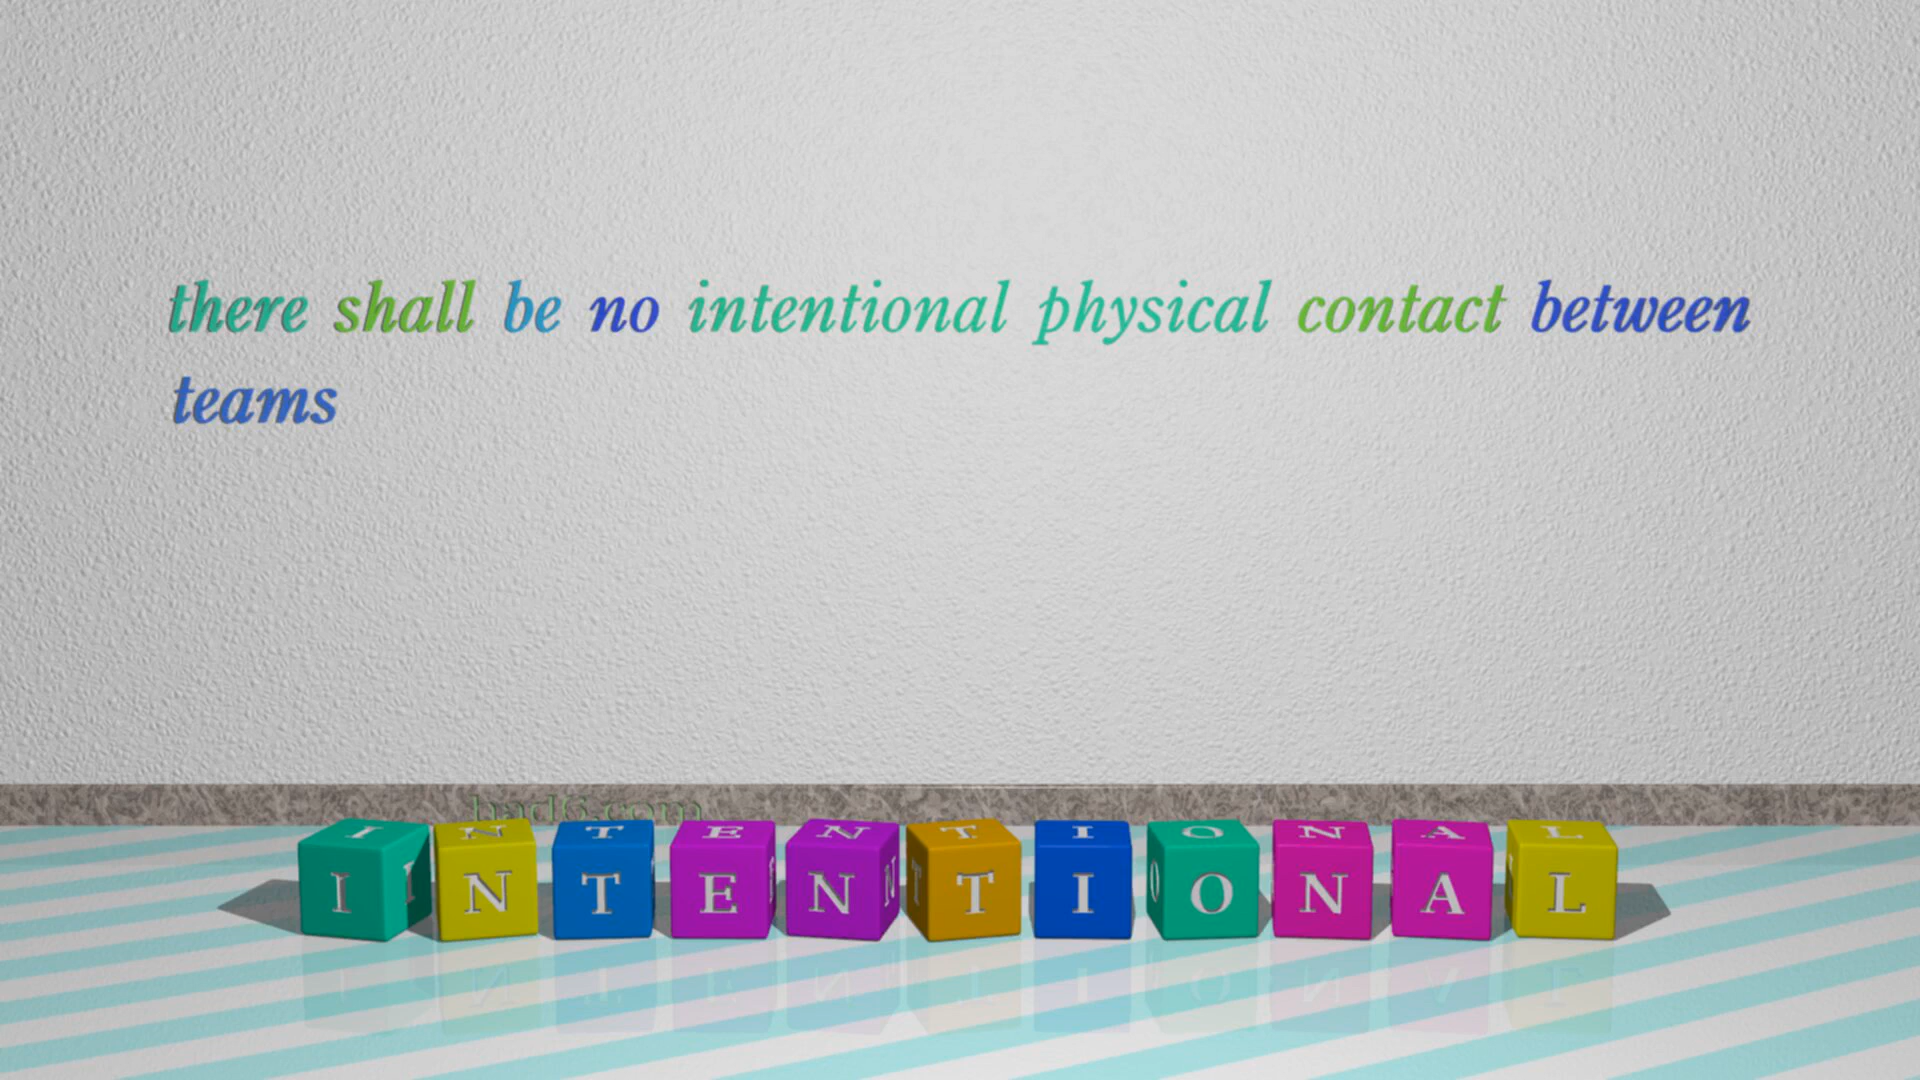 there shall be no intentional physical contact between
teams
INTENTIONAL